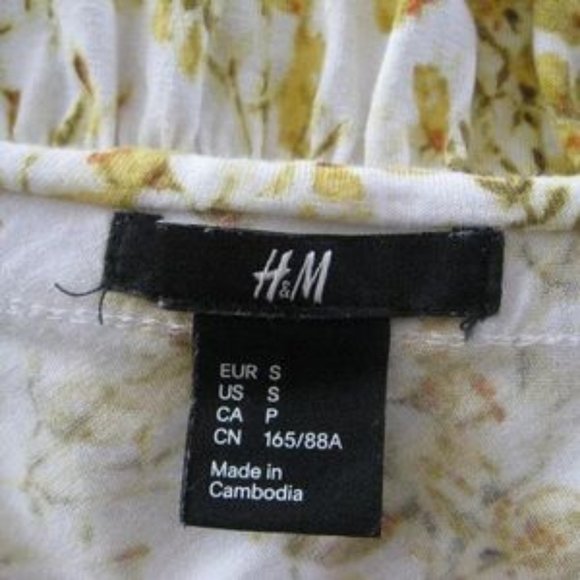 H&M
EUR S
US S
CA P
CN 165/88A
Made in
Cambodia